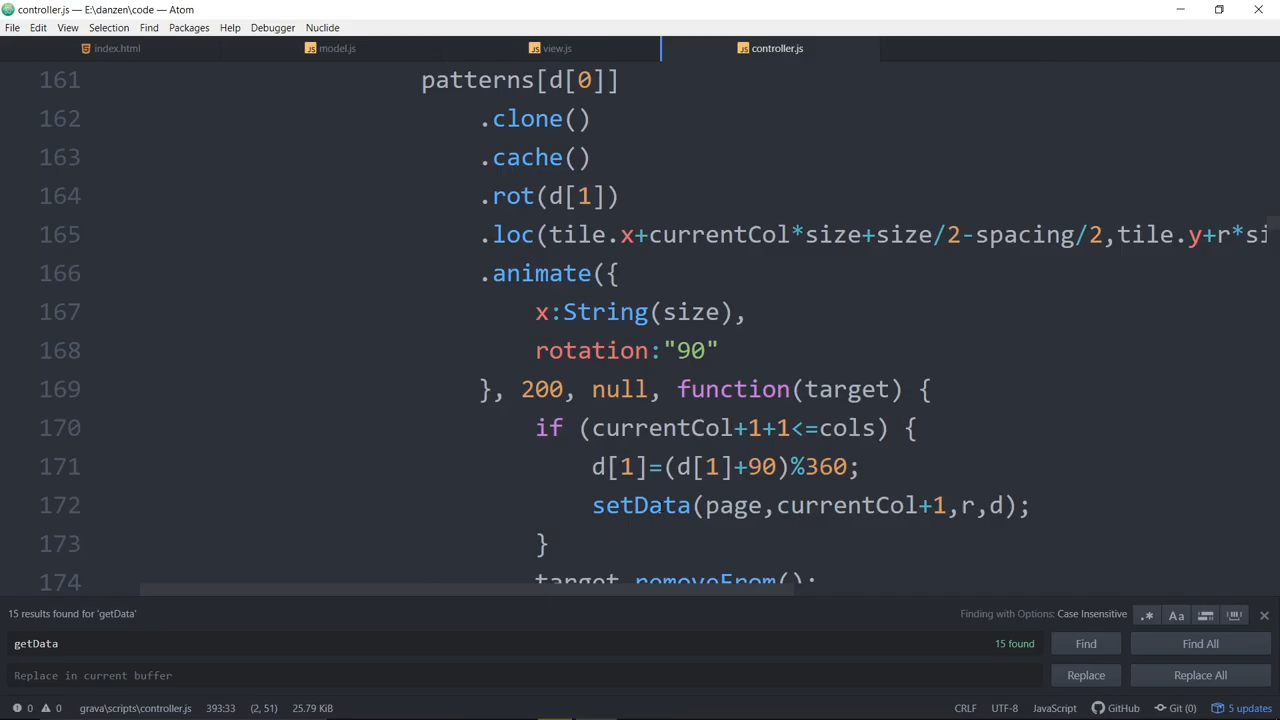 controller.js — E:\danzen\code — Atom
File Edit View Selection Find Packages Help Debugger Nuclide
index.html model.js view.js controller.js
161 patterns[d[0]]
162 .clone()
163 .cache()
164 .rot(d[1])
165 .loc(tile.x+currentCol*size+size/2-spacing/2,tile.y+r*si
166 .animate({
167 x:String(size),
168 rotation:"90"
169 }, 200, null, function(target) {
170 if (currentCol+1+1<=cols) {
171 d[1]=(d[1]+90)%360;
172 setData(page,currentCol+1,r,d);
173 }
174 target.removeFrom();
15 results found for 'getData' Finding with Options: Case Insensitive .* Aa
getData 15 found Find Find All
Replace in current buffer Replace Replace All
0 0 grava\scripts\controller.js 393:33 (2, 51) 25.79 KiB CRLF UTF-8 JavaScript GitHub Git (0) 5 updates